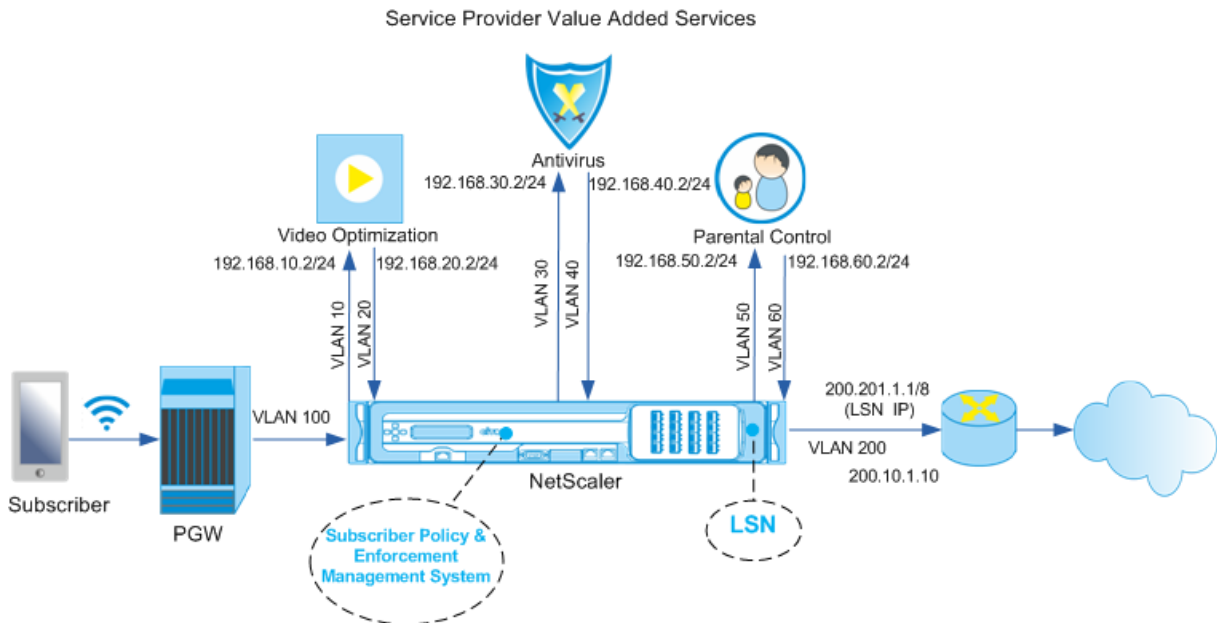 Service Provider Value Added Services
Antivirus
192.168.30.2/24
192.168.40.2/24
Video Optimization
192.168.10.2/24
192.168.20.2/24
Parental Control
192.168.50.2/24
192.168.60.2/24
VLAN 10
VLAN 20
VLAN 30
VLAN 40
VLAN 50
VLAN 60
VLAN 100
200.201.1.1/8
(LSN IP)
VLAN 200
200.10.1.10
Subscriber
PGW
NetScaler
Subscriber Policy &
Enforcement
Management System
LSN